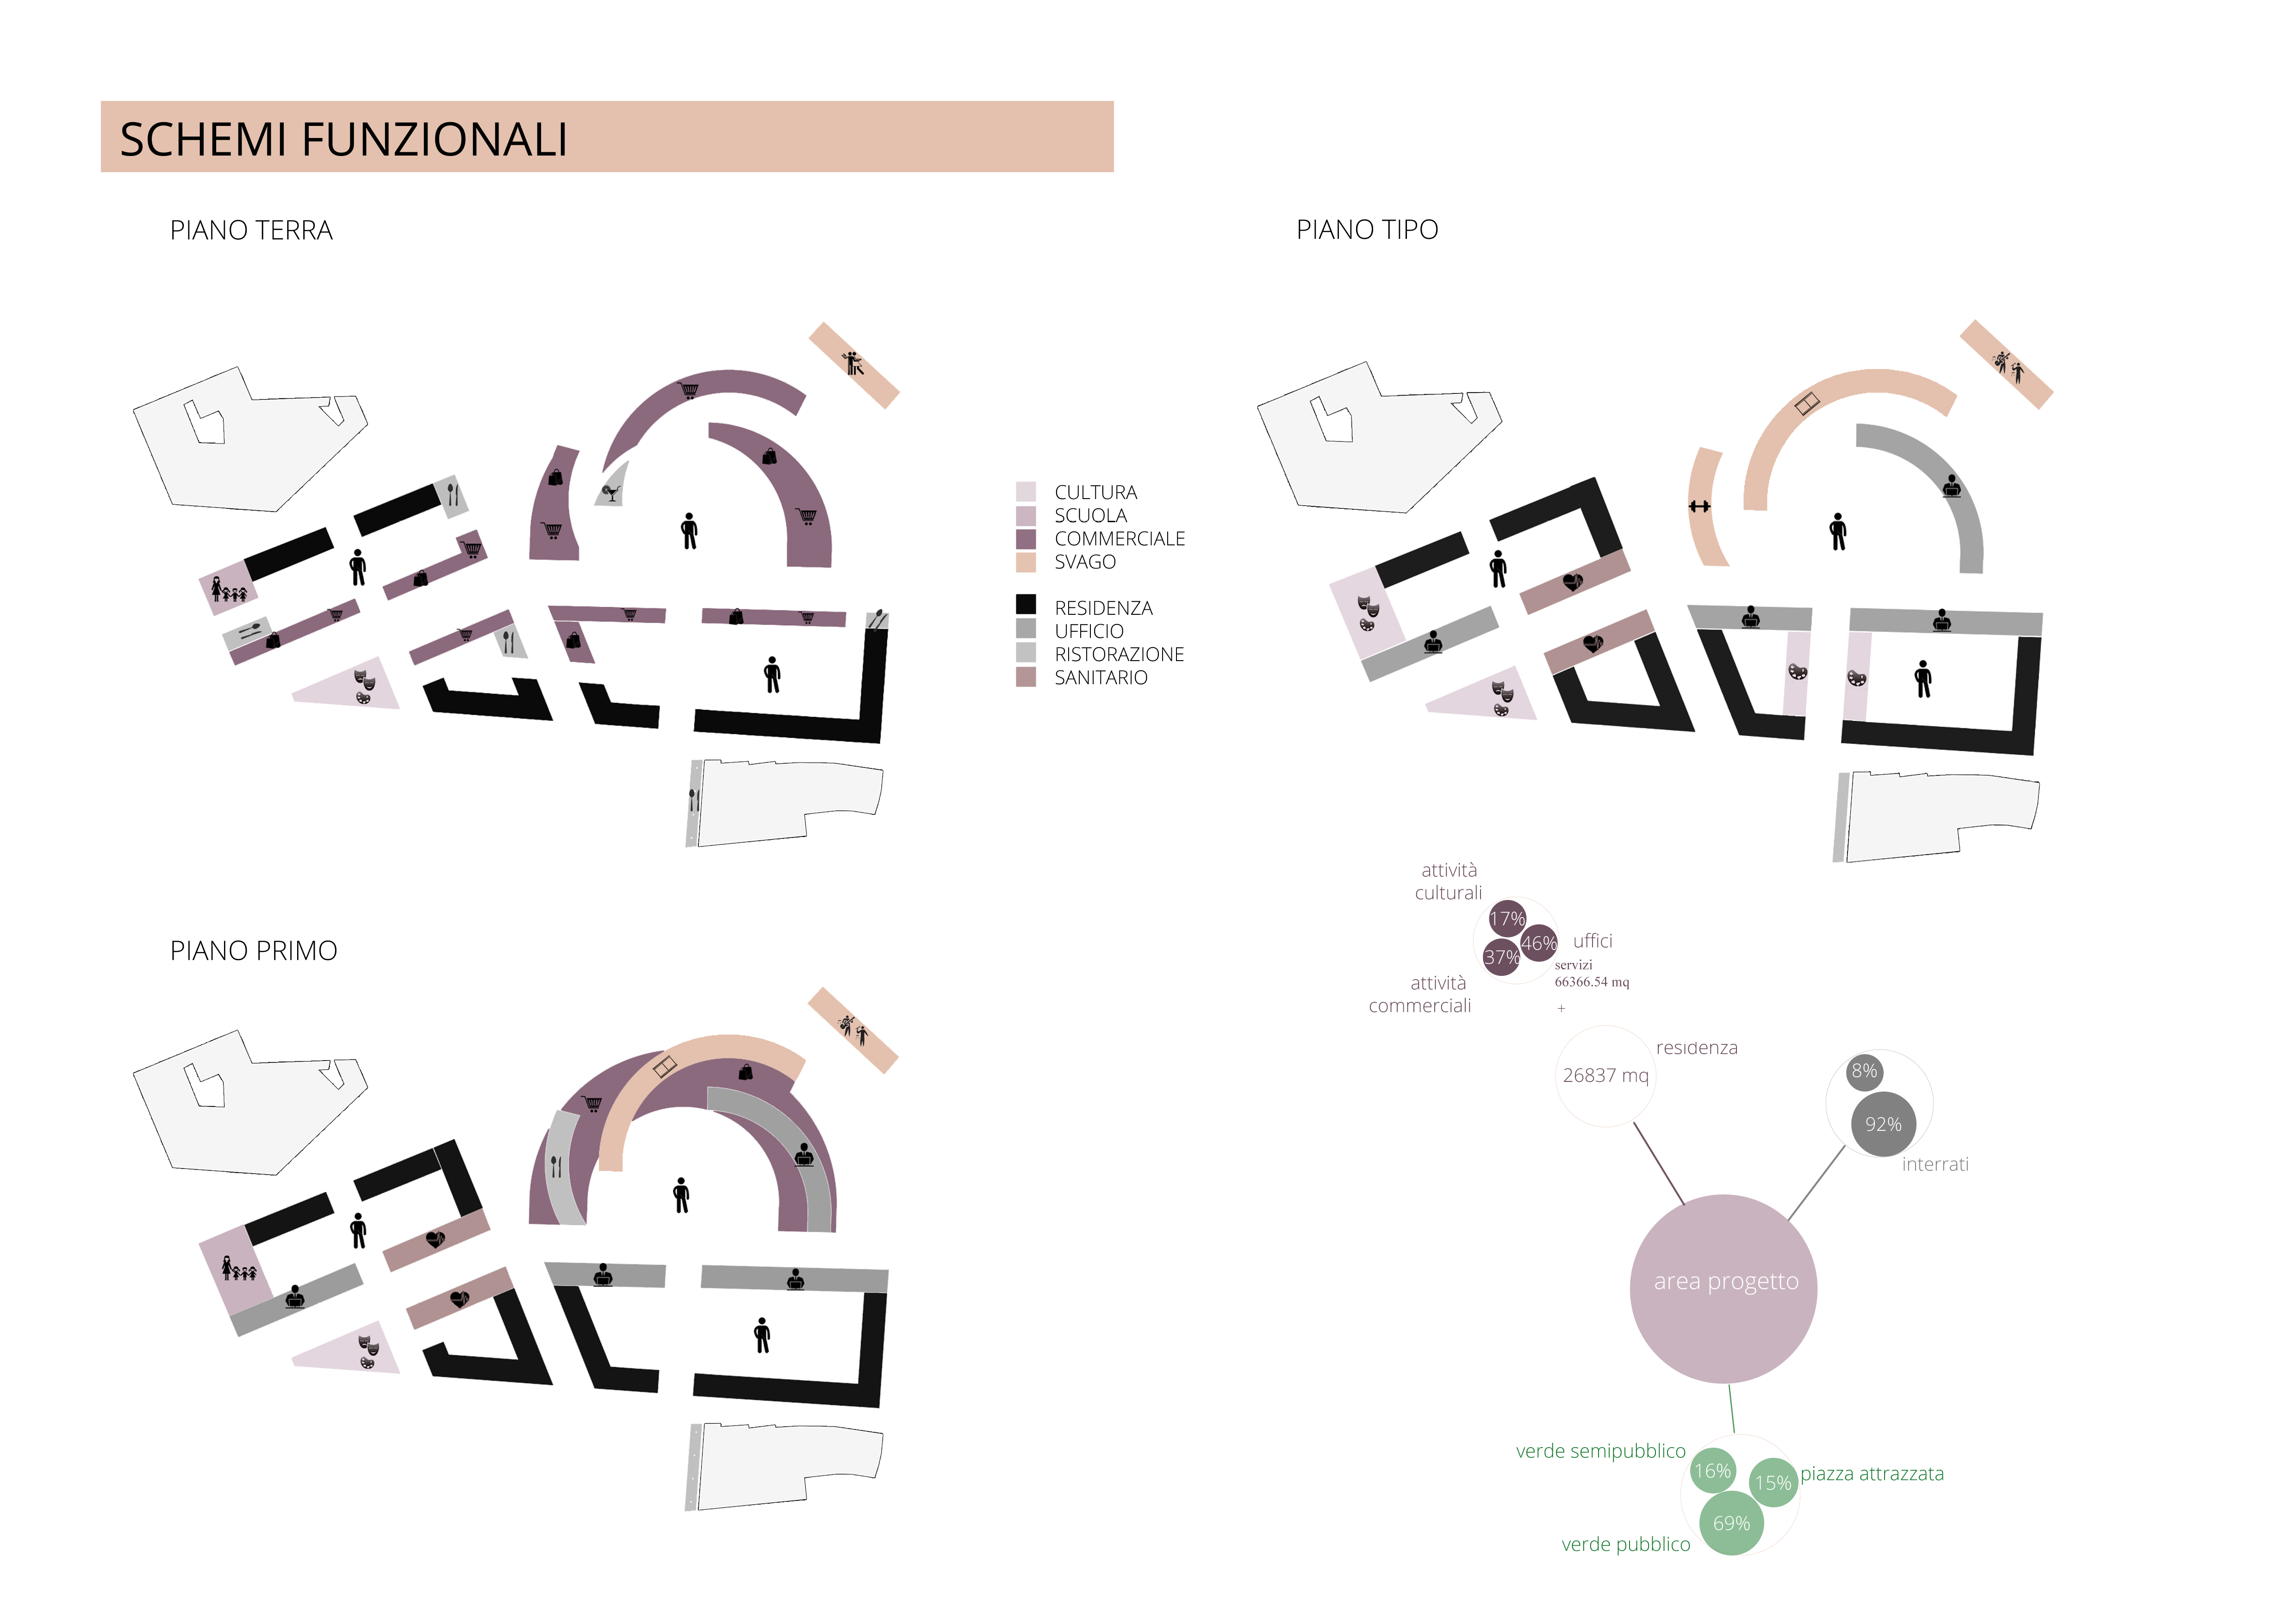 SCHEMI FUNZIONALI
PIANO TERRA
PIANO TIPO
CULTURA
SCUOLA
COMMERCIALE
SVAGO
RESIDENZA
UFFICIO
RISTORAZIONE
SANITARIO
PIANO PRIMO
attività
culturali
17%
46%
37%
uffici
servizi
66366.54 mq
attività
commerciali
+
residenza
26837 mq
8%
92%
interrati
area progetto
verde semipubblico
16%
15%
piazza attrazzata
69%
verde pubblico